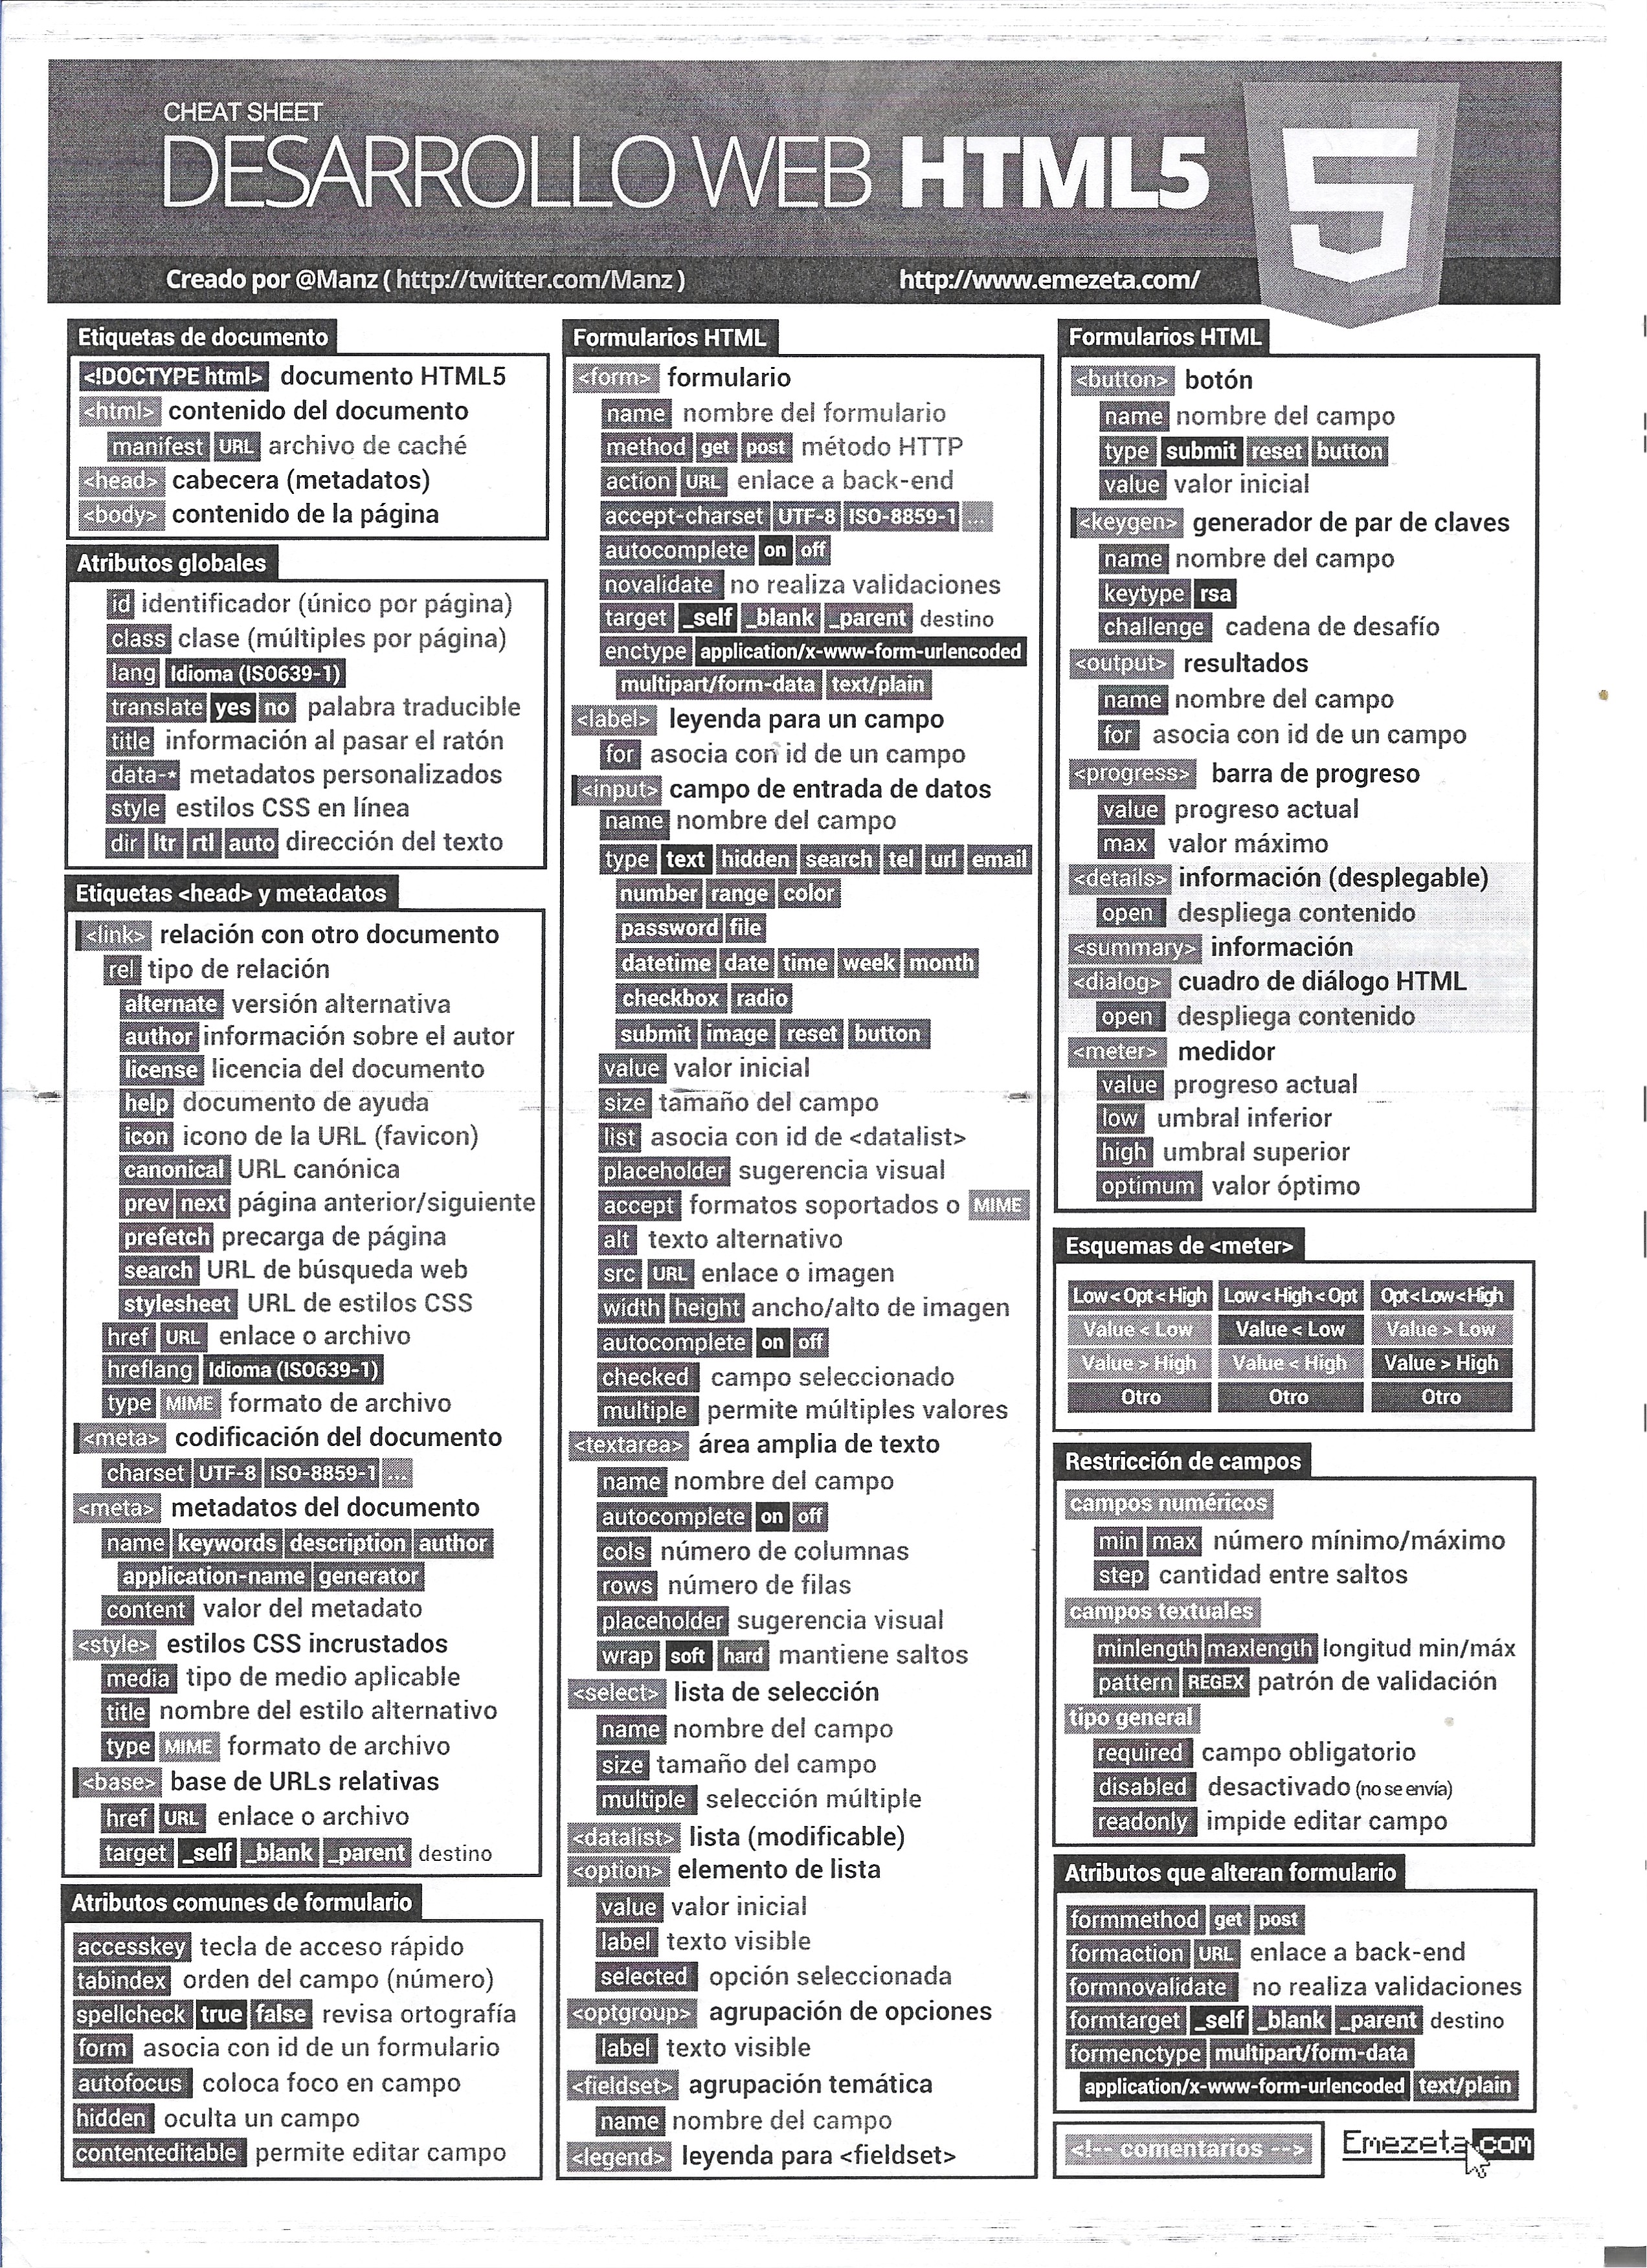 CHEAT SHEET
DESARROLLO WEB HTML5
Creado por @Manz ( http://twitter.com/Manz )
http://www.emezeta.com/
Etiquetas de documento
<!DOCTYPE html> documento HTML5
<html> contenido del documento
manifest URL archivo de caché
<head> cabecera (metadatos)
<body> contenido de la página
Atributos globales
id identificador (único por página)
class clase (múltiples por página)
lang Idioma (ISO639-1)
translate yes no palabra traducible
title información al pasar el ratón
data-* metadatos personalizados
style estilos CSS en línea
dir ltr rtl auto dirección del texto
Etiquetas <head> y metadatos
<link> relación con otro documento
rel tipo de relación
alternate versión alternativa
author información sobre el autor
license licencia del documento
help documento de ayuda
icon icono de la URL (favicon)
canonical URL canónica
prev next página anterior/siguiente
prefetch precarga de página
search URL de búsqueda web
stylesheet URL de estilos CSS
href URL enlace o archivo
hreflang Idioma (ISO639-1)
type MIME formato de archivo
<meta> codificación del documento
charset UTF-8 ISO-8859-1 ...
<meta> metadatos del documento
name keywords description author
application-name generator
content valor del metadato
<style> estilos CSS incrustados
media tipo de medio aplicable
title nombre del estilo alternativo
type MIME formato de archivo
<base> base de URLs relativas
href URL enlace o archivo
target _self _blank _parent destino
Atributos comunes de formulario
accesskey tecla de acceso rápido
tabindex orden del campo (número)
spellcheck true false revisa ortografía
form asocia con id de un formulario
autofocus coloca foco en campo
hidden oculta un campo
contenteditable permite editar campo
Formularios HTML
<form> formulario
name nombre del formulario
method get post método HTTP
action URL enlace a back-end
accept-charset UTF-8 ISO-8859-1 ...
autocomplete on off
novalidate no realiza validaciones
target _self _blank _parent destino
enctype application/x-www-form-urlencoded
multipart/form-data text/plain
<label> leyenda para un campo
for asocia con id de un campo
<input> campo de entrada de datos
name nombre del campo
type text hidden search tel url email
number range color
password file
datetime date time week month
checkbox radio
submit image reset button
value valor inicial
size tamaño del campo
list asocia con id de <datalist>
placeholder sugerencia visual
accept formatos soportados o MIME
alt texto alternativo
src URL enlace o imagen
width height ancho/alto de imagen
autocomplete on off
checked campo seleccionado
multiple permite múltiples valores
<textarea> área amplia de texto
name nombre del campo
autocomplete on off
cols número de columnas
rows número de filas
placeholder sugerencia visual
wrap soft hard mantiene saltos
<select> lista de selección
name nombre del campo
size tamaño del campo
multiple selección múltiple
<datalist> lista (modificable)
<option> elemento de lista
value valor inicial
label texto visible
selected opción seleccionada
<optgroup> agrupación de opciones
label texto visible
<fieldset> agrupación temática
name nombre del campo
<legend> leyenda para <fieldset>
Formularios HTML
<button> botón
name nombre del campo
type submit reset button
value valor inicial
<keygen> generador de par de claves
name nombre del campo
keytype rsa
challenge cadena de desafío
<output> resultados
name nombre del campo
for asocia con id de un campo
<progress> barra de progreso
value progreso actual
max valor máximo
<details> información (desplegable)
open despliega contenido
<summary> información
<dialog> cuadro de diálogo HTML
open despliega contenido
<meter> medidor
value progreso actual
low umbral inferior
high umbral superior
optimum valor óptimo
Esquemas de <meter>
Low < Opt < High Low < High < Opt Opt < Low < High
Value < Low Value < Low Value > Low
Value > High Value < High Value > High
Otro Otro Otro
Restricción de campos
campos numéricos
min max número mínimo/máximo
step cantidad entre saltos
campos textuales
minlength maxlength longitud min/máx
pattern REGEX patrón de validación
tipo general
required campo obligatorio
disabled desactivado (no se envía)
readonly impide editar campo
Atributos que alteran formulario
formmethod get post
formaction URL enlace a back-end
formnovalidate no realiza validaciones
formtarget _self _blank _parent destino
formenctype multipart/form-data
application/x-www-form-urlencoded text/plain
<!-- comentarios -->
Emezeta.com